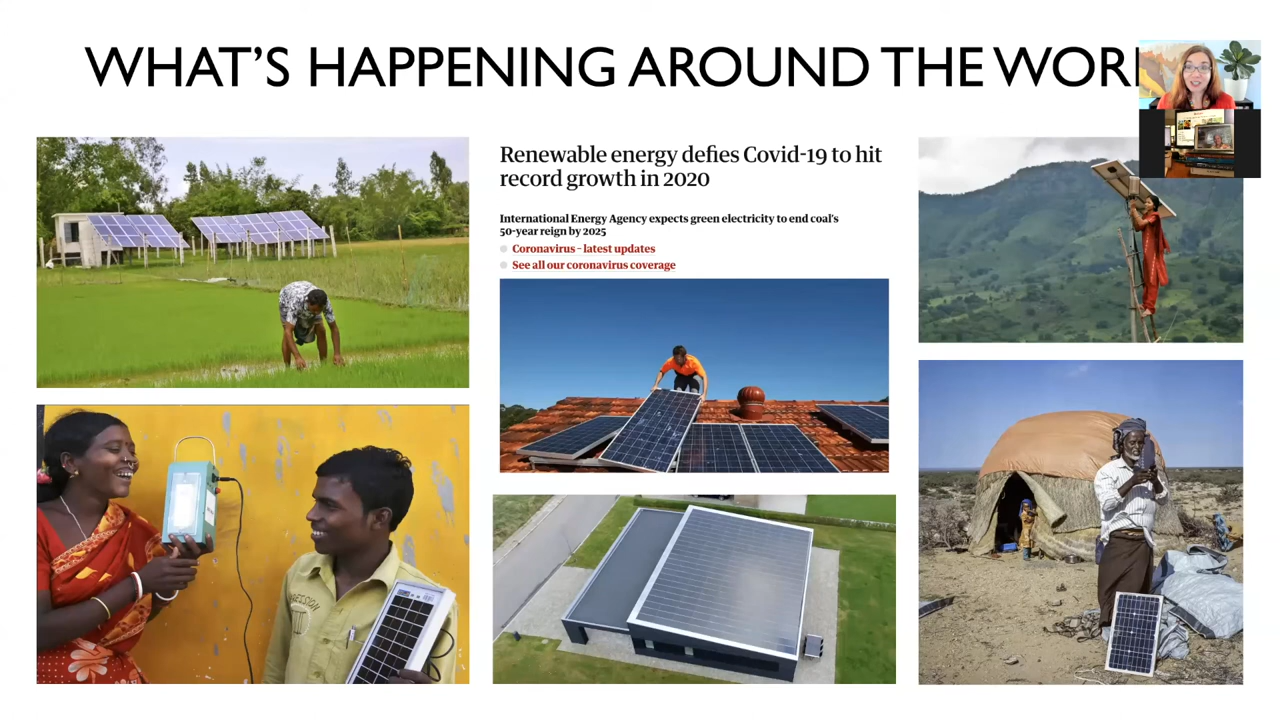 WHAT'S HAPPENING AROUND THE WOR
Renewable energy defies Covid-19 to hit
record growth in 2020
International Energy Agency expects green electricity to end coal's
50-year reign by 2025
Coronavirus – latest updates
See all our coronavirus coverage